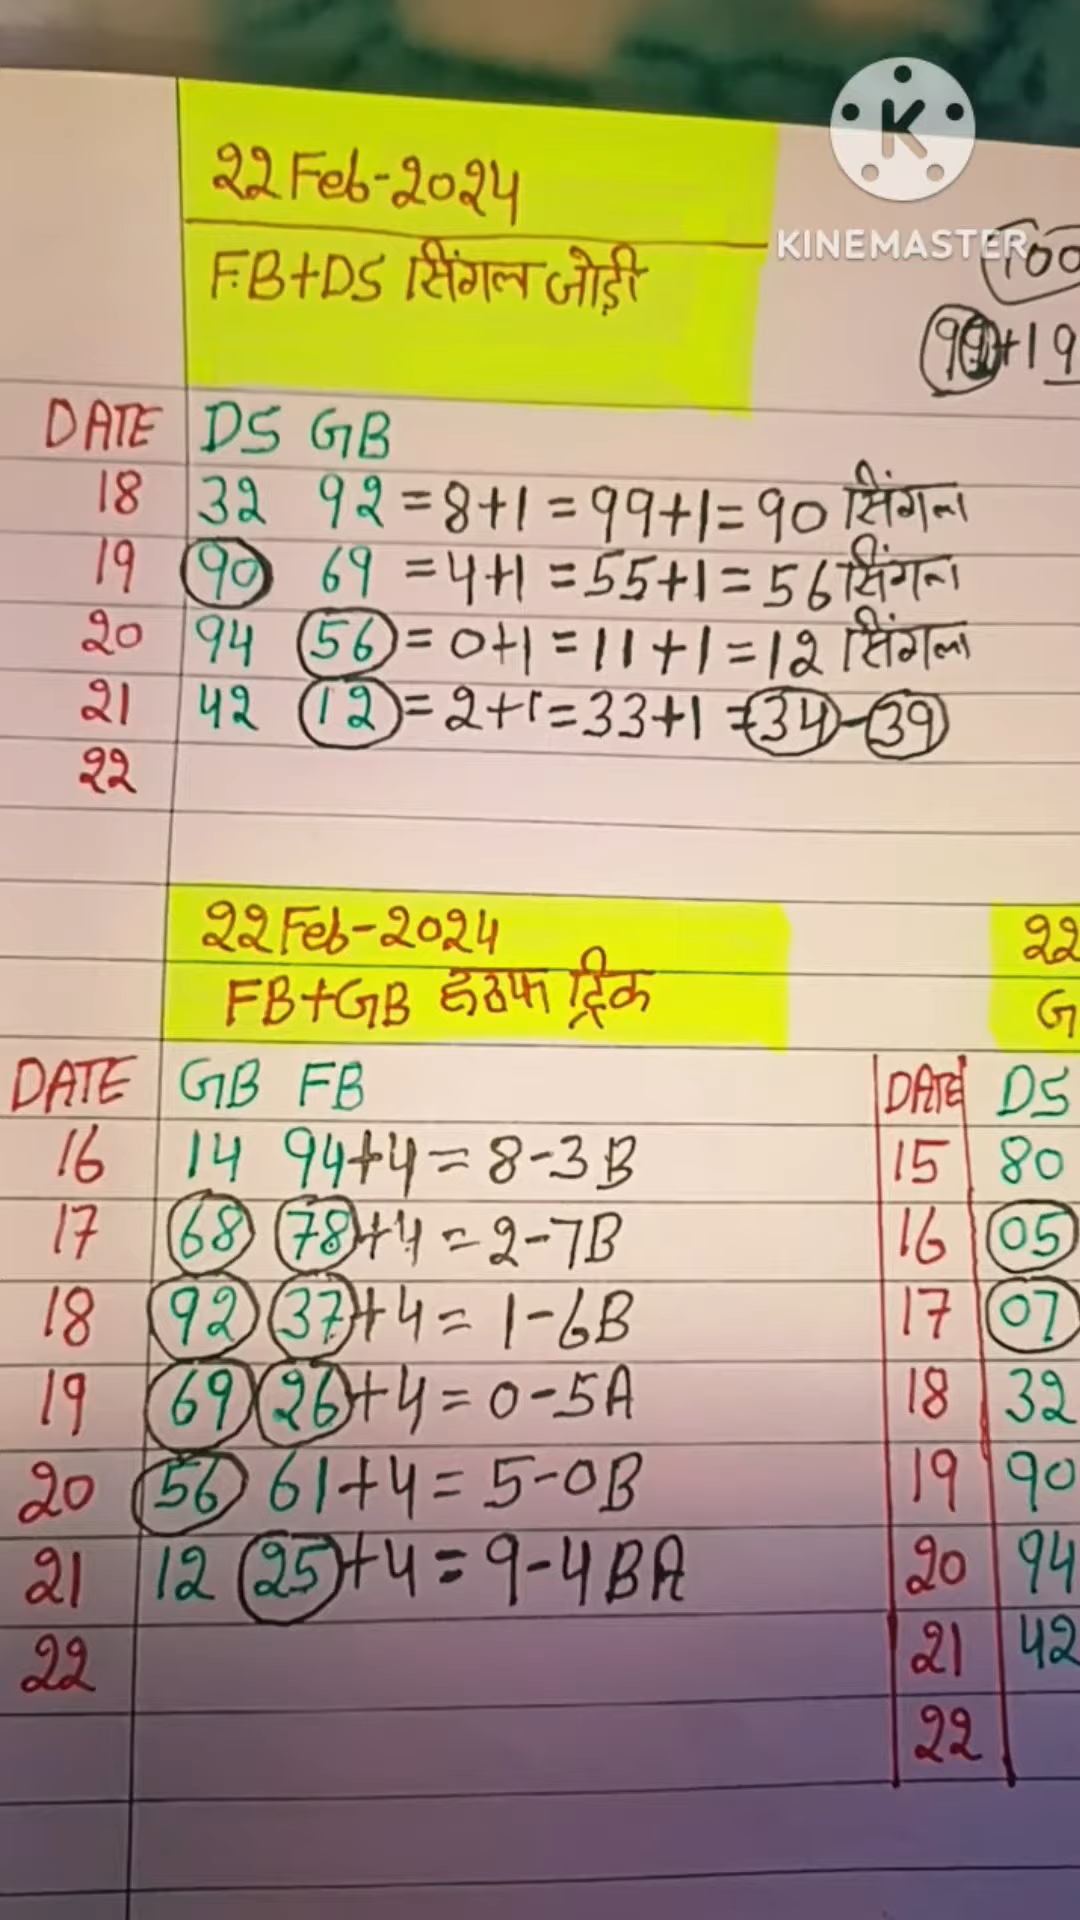 KINEMASTER
22 Feb-2024
F.B+DS सिंगल जोड़ी
100
99+19
DATE DS GB
18 32 92 = 8+1 = 99+1 = 90 सिंगल
19 90 69 = 4+1 = 55+1 = 56 सिंगल
20 94 56 = 0+1 = 11+1 = 12 सिंगल
21 42 12 = 2+1 = 33+1 = 34-39
22
22 Feb-2024
FB+GB हरुफ ट्रिक
DATE GB FB
16 14 94+4 = 8-3B
17 68 78+4 = 2-7B
18 92 37+4 = 1-6B
19 69 26+4 = 0-5A
20 56 61+4 = 5-0B
21 12 25+4 = 9-4BA
22
22
G
DATE DS
15 80
16 05
17 07
18 32
19 90
20 94
21 42
22